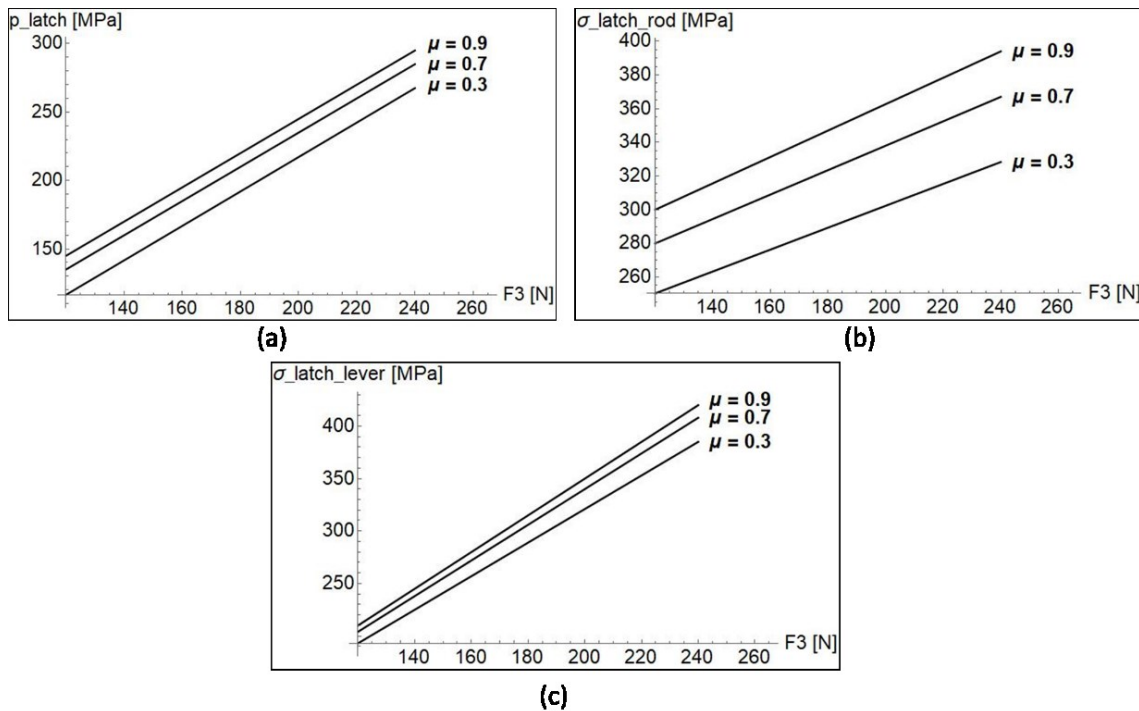 p_latch [MPa]
300
250
200
150
μ = 0.9
μ = 0.7
μ = 0.3
140 160 180 200 220 240 260
F3 [N]
(a)
σ_latch_rod [MPa]
400
380
360
340
320
300
280
260
μ = 0.9
μ = 0.7
μ = 0.3
140 160 180 200 220 240 260
F3 [N]
(b)
σ_latch_lever [MPa]
400
350
300
250
μ = 0.9
μ = 0.7
μ = 0.3
140 160 180 200 220 240 260
F3 [N]
(c)